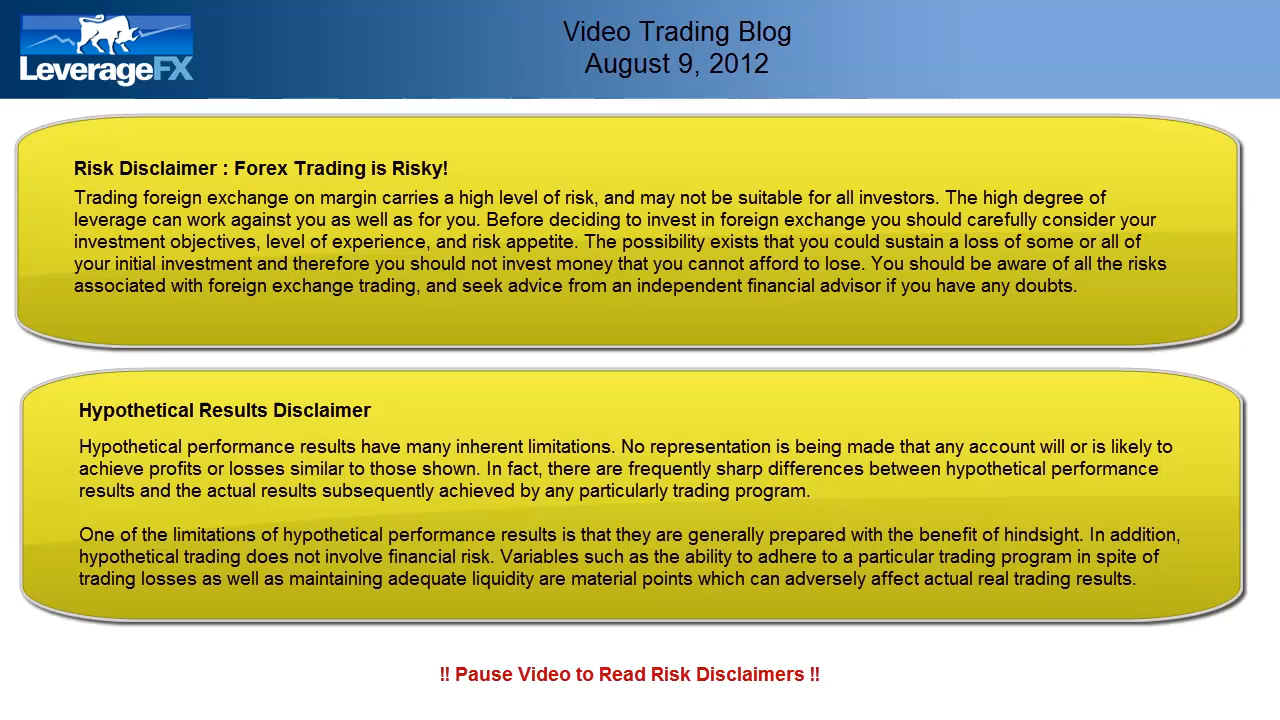 LeverageFX
Video Trading Blog
August 9, 2012
Risk Disclaimer : Forex Trading is Risky!
Trading foreign exchange on margin carries a high level of risk, and may not be suitable for all investors. The high degree of
leverage can work against you as well as for you. Before deciding to invest in foreign exchange you should carefully consider your
investment objectives, level of experience, and risk appetite. The possibility exists that you could sustain a loss of some or all of
your initial investment and therefore you should not invest money that you cannot afford to lose. You should be aware of all the risks
associated with foreign exchange trading, and seek advice from an independent financial advisor if you have any doubts.
Hypothetical Results Disclaimer
Hypothetical performance results have many inherent limitations. No representation is being made that any account will or is likely to
achieve profits or losses similar to those shown. In fact, there are frequently sharp differences between hypothetical performance
results and the actual results subsequently achieved by any particularly trading program.
One of the limitations of hypothetical performance results is that they are generally prepared with the benefit of hindsight. In addition,
hypothetical trading does not involve financial risk. Variables such as the ability to adhere to a particular trading program in spite of
trading losses as well as maintaining adequate liquidity are material points which can adversely affect actual real trading results.
!! Pause Video to Read Risk Disclaimers !!